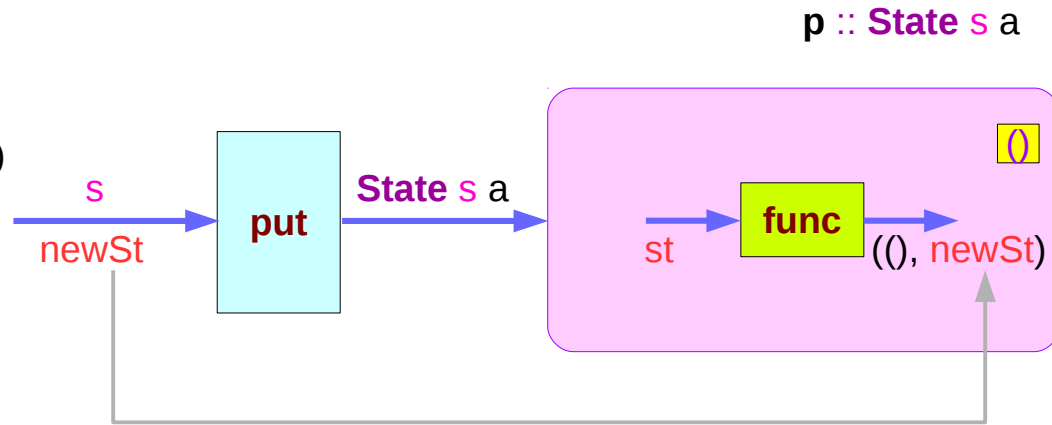 p :: State s a
)
()
s
State s a
put
func
newSt
st
((), newSt)